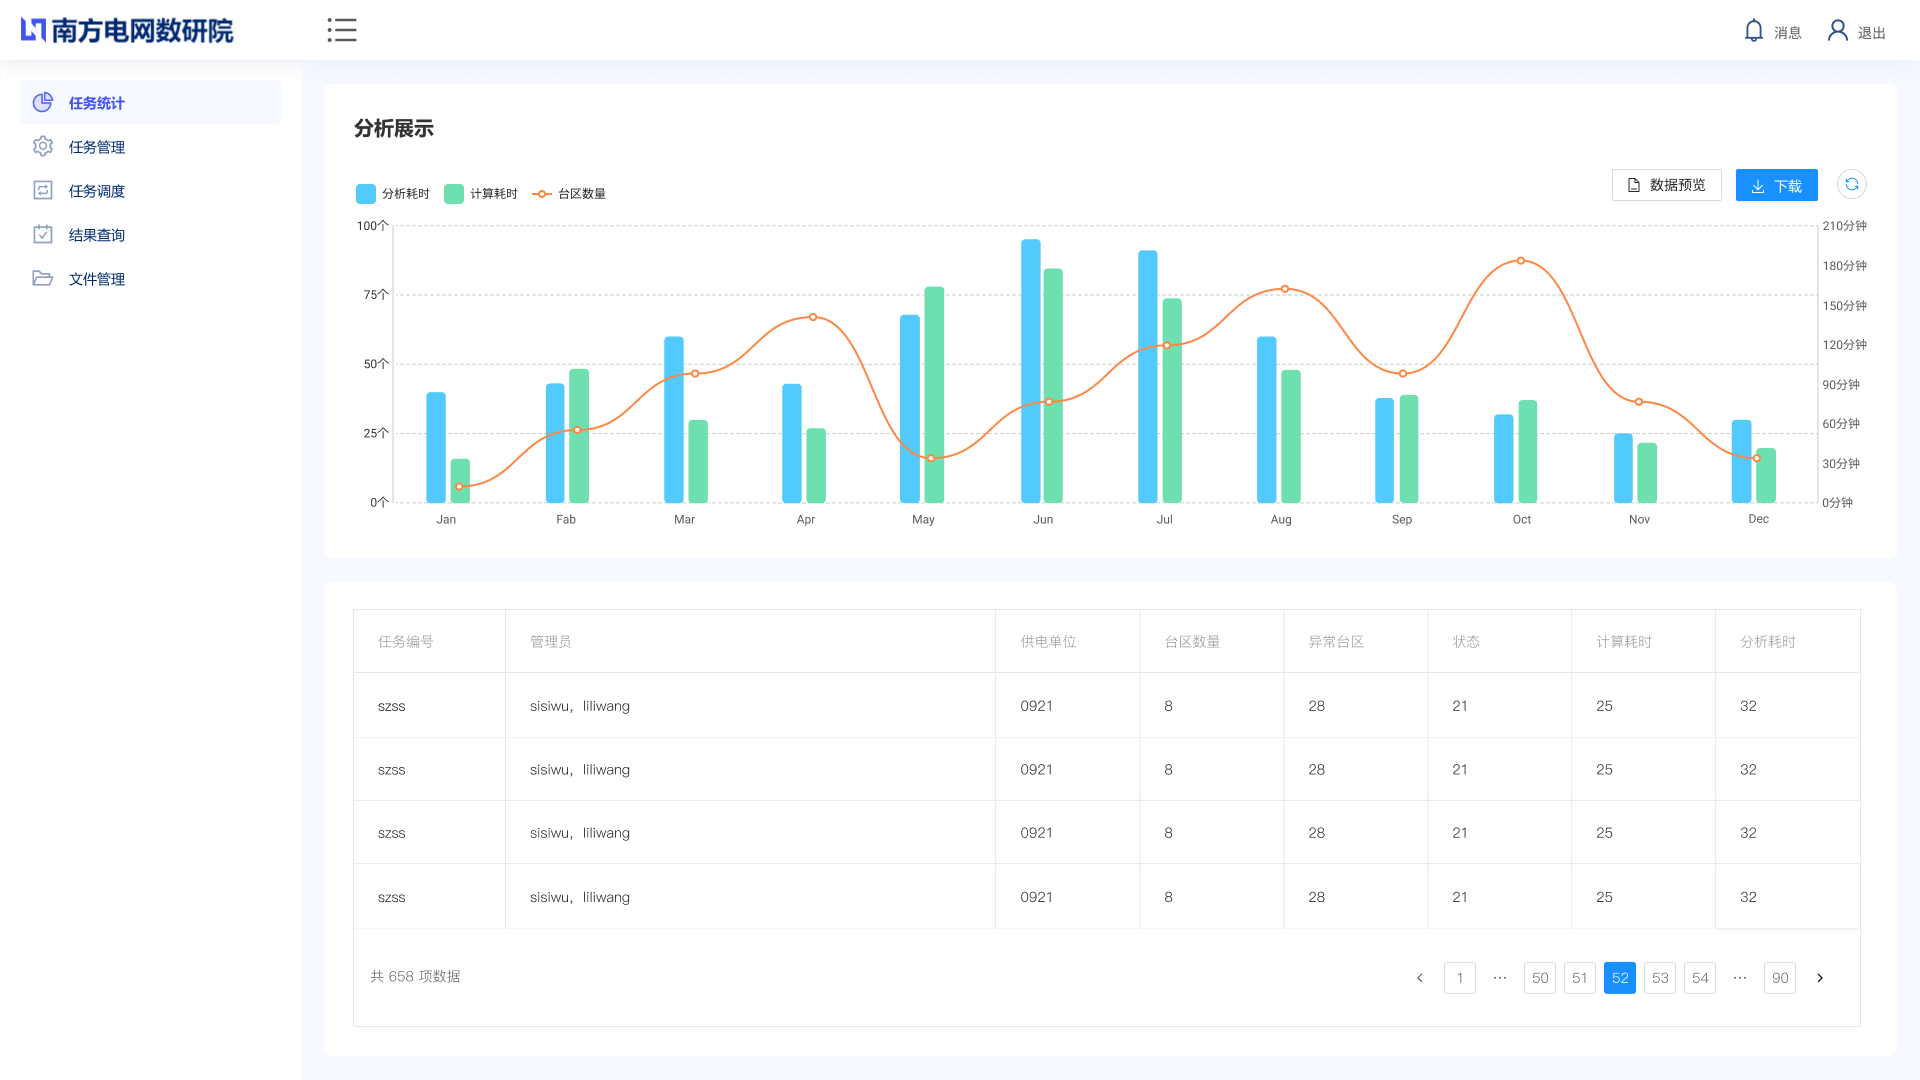 南方电网数研院
消息
退出
任务统计
任务管理
任务调度
结果查询
文件管理
分析展示
分析耗时
计算耗时
台区数量
数据预览
下载
100个
75个
50个
25个
0个
210分钟
180分钟
150分钟
120分钟
90分钟
60分钟
30分钟
0分钟
Jan Fab Mar Apr May Jun Jul Aug Sep Oct Nov Dec
任务编号 管理员 供电单位 台区数量 异常台区 状态 计算耗时 分析耗时
szss sisiwu，liliwang 0921 8 28 21 25 32
szss sisiwu，liliwang 0921 8 28 21 25 32
szss sisiwu，liliwang 0921 8 28 21 25 32
szss sisiwu，liliwang 0921 8 28 21 25 32
共 658 项数据
1 ··· 50 51 52 53 54 ··· 90